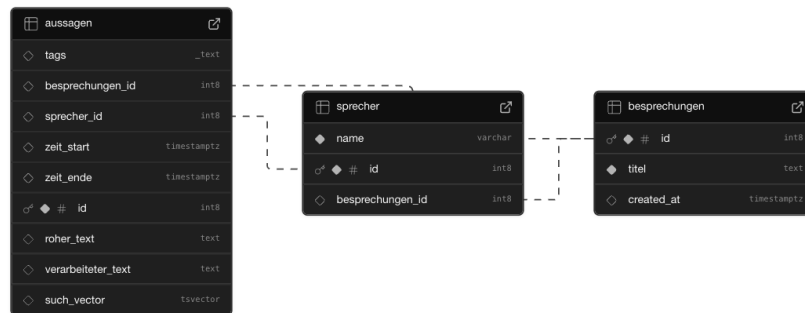 aussagen
tags _text
besprechungen_id int8
sprecher_id int8
zeit_start timestamptz
zeit_ende timestamptz
# id int8
roher_text text
verarbeiteter_text text
such_vector tsvector
sprecher
name varchar
# id int8
besprechungen_id int8
besprechungen
# id int8
titel text
created_at timestamptz